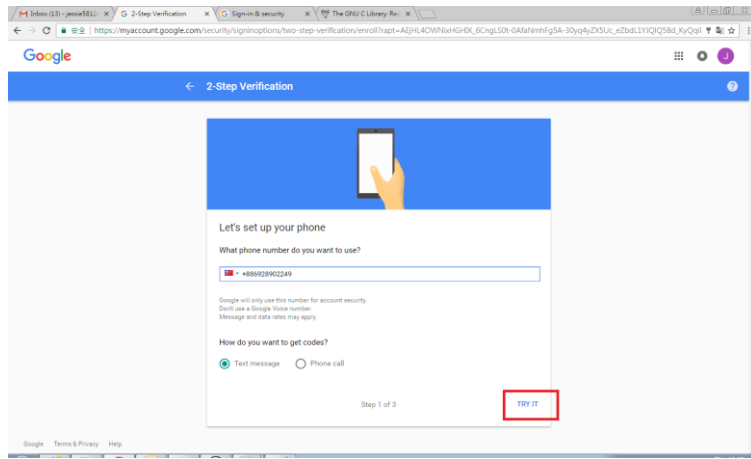 Inbox (13) - jessie5812
2-Step Verification
Sign-in & security
The GNU C Library: Re
安全 | https://myaccount.google.com/security/signinoptions/two-step-verification/enroll?rapt=
Google
J
2-Step Verification
Let's set up your phone
What phone number do you want to use?
+886928902249
Google will only use this number for account security.
Don't use a Google Voice number.
Message and data rates may apply.
How do you want to get codes?
Text message
Phone call
Step 1 of 3
TRY IT
Google Terms & Privacy Help